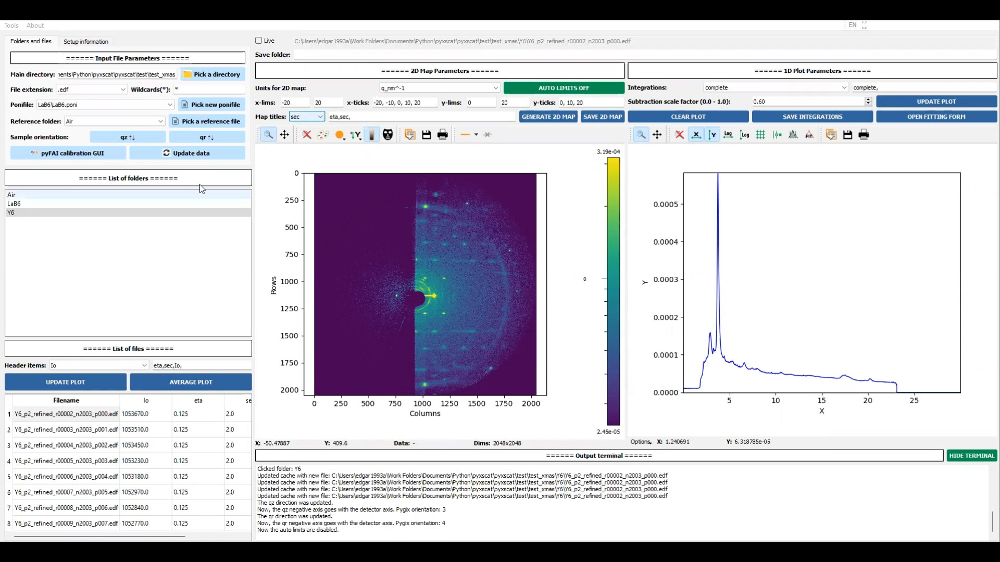 Tools About
EN
Folders and files Setup information
====== Input File Parameters ======
Main directory: nents\Python\pyxscat\pyxscat\test\test_xmas Pick a directory
File extension: .edf Wildcards(*): *
Ponifile: LaB6\LaB6.poni Pick new ponifile
Reference folder: Air Pick a reference file
Sample orientation: qz ↑↓ qr ↑↓
pyFAI calibration GUI Update data
====== List of folders ======
Air
LaB6
Y6
====== List of files ======
Header items: Io eta,sec,Io,
UPDATE PLOT AVERAGE PLOT
Filename Io eta se
1 Y6_p2_refined_r00002_n2003_p000.edf 1053670.0 0.125 2.0
2 Y6_p2_refined_r00003_n2003_p001.edf 1053510.0 0.125 2.0
3 Y6_p2_refined_r00004_n2003_p002.edf 1053450.0 0.125 2.0
4 Y6_p2_refined_r00005_n2003_p003.edf 1053230.0 0.125 2.0
5 Y6_p2_refined_r00006_n2003_p004.edf 1053180.0 0.125 2.0
6 Y6_p2_refined_r00007_n2003_p005.edf 1052970.0 0.125 2.0
7 Y6_p2_refined_r00008_n2003_p006.edf 1052840.0 0.125 2.0
8 Y6_p2_refined_r00009_n2003_p007.edf 1052770.0 0.125 2.0
Live C:\Users\edgar1993a\Work Folders\Documents\Python\pyxscat\pyxscat\test\test_xmas\Y6\Y6_p2_refined_r00002_n2003_p000.edf
Save folder:
====== 2D Map Parameters ======
Units for 2D map: q_nm^-1 AUTO LIMITS OFF
x-lims: -20 20 x-ticks: -20, -10, 0, 10, 20 y-lims: 0 20 y-ticks: 0, 10, 20
Map titles: sec eta,sec, GENERATE 2D MAP SAVE 2D MAP
3.19e-04
0
250
500
750
1000
1250
1500
1750
2000
Rows
0 250 500 750 1000 1250 1500 1750 2000
Columns
0
2.45e-05
X: -50.47887 Y: 409.6 Data: - Dims: 2048x2048
====== 1D Plot Parameters ======
Integrations: complete complete,
Subtraction scale factor (0.0 - 1.0): 0.60 UPDATE PLOT
CLEAR PLOT SAVE INTEGRATIONS OPEN FITTING FORM
0.0005
0.0004
0.0003
0.0002
0.0001
0.0000
Y
5 10 15 20 25
X
Options X: 1.240691 Y: 6.318785e-05
====== Output terminal ====== HIDE TERMINAL
Clicked folder: Y6
Updated cache with new file: C:\Users\edgar1993a\Work Folders\Documents\Python\pyxscat\pyxscat\test\test_xmas\Y6\Y6_p2_refined_r00002_n2003_p000.edf
Updated cache with new file: C:\Users\edgar1993a\Work Folders\Documents\Python\pyxscat\pyxscat\test\test_xmas\Y6\Y6_p2_refined_r00002_n2003_p000.edf
Updated cache with new file: C:\Users\edgar1993a\Work Folders\Documents\Python\pyxscat\pyxscat\test\test_xmas\Y6\Y6_p2_refined_r00002_n2003_p000.edf
Updated cache with new file: C:\Users\edgar1993a\Work Folders\Documents\Python\pyxscat\pyxscat\test\test_xmas\Y6\Y6_p2_refined_r00002_n2003_p000.edf
The qz direction was updated.
Now, the qz negative axis goes with the detector axis. Pygix orientation: 3
The qr direction was updated.
Now, the qr negative axis goes with the detector axis. Pygix orientation: 4
Now the auto limits are disabled.